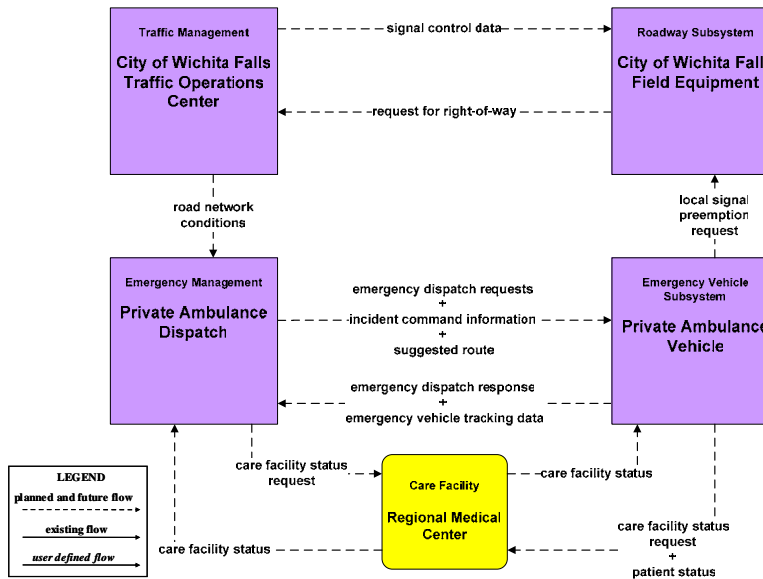 Traffic Management
City of Wichita Falls
Traffic Operations
Center
signal control data
request for right-of-way
Roadway Subsystem
City of Wichita Fall
Field Equipment
road network
conditions
local signal
preemption
request
Emergency Management
Private Ambulance
Dispatch
emergency dispatch requests
+
incident command information
+
suggested route
emergency dispatch response
+
emergency vehicle tracking data
Emergency Vehicle
Subsystem
Private Ambulance
Vehicle
care facility status
request
Care Facility
Regional Medical
Center
care facility status
care facility status
care facility status
request
+
patient status
LEGEND
planned and future flow
existing flow
user defined flow